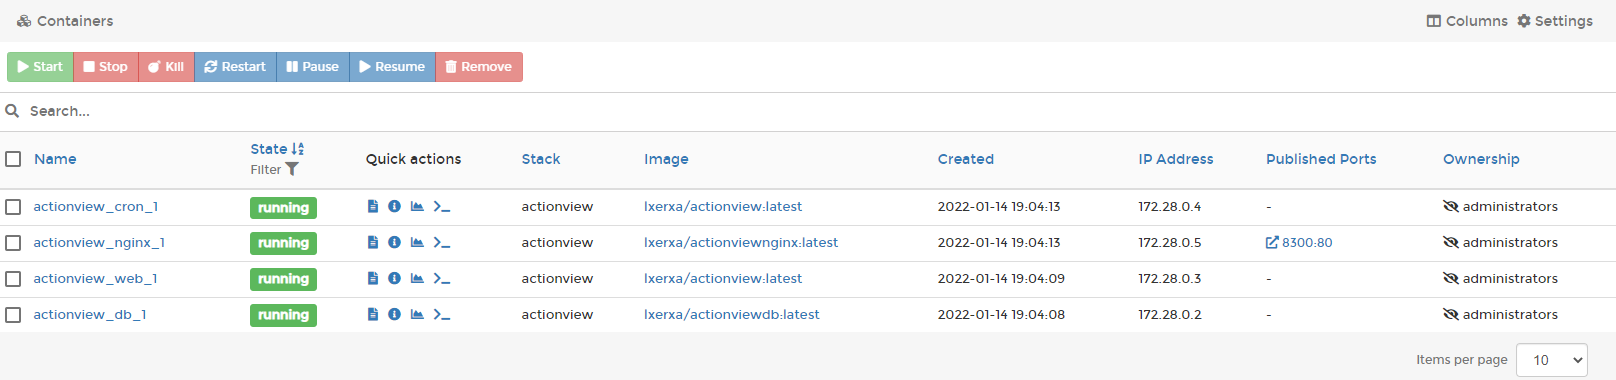 Containers Columns Settings
Start Stop Kill Restart Pause Resume Remove
Search...
Name State Filter Quick actions Stack Image Created IP Address Published Ports Ownership
actionview_cron_1 running actionview lxerxa/actionview:latest 2022-01-14 19:04:13 172.28.0.4 - administrators
actionview_nginx_1 running actionview lxerxa/actionviewnginx:latest 2022-01-14 19:04:13 172.28.0.5 8300:80 administrators
actionview_web_1 running actionview lxerxa/actionview:latest 2022-01-14 19:04:09 172.28.0.3 - administrators
actionview_db_1 running actionview lxerxa/actionviewdb:latest 2022-01-14 19:04:08 172.28.0.2 - administrators
Items per page 10